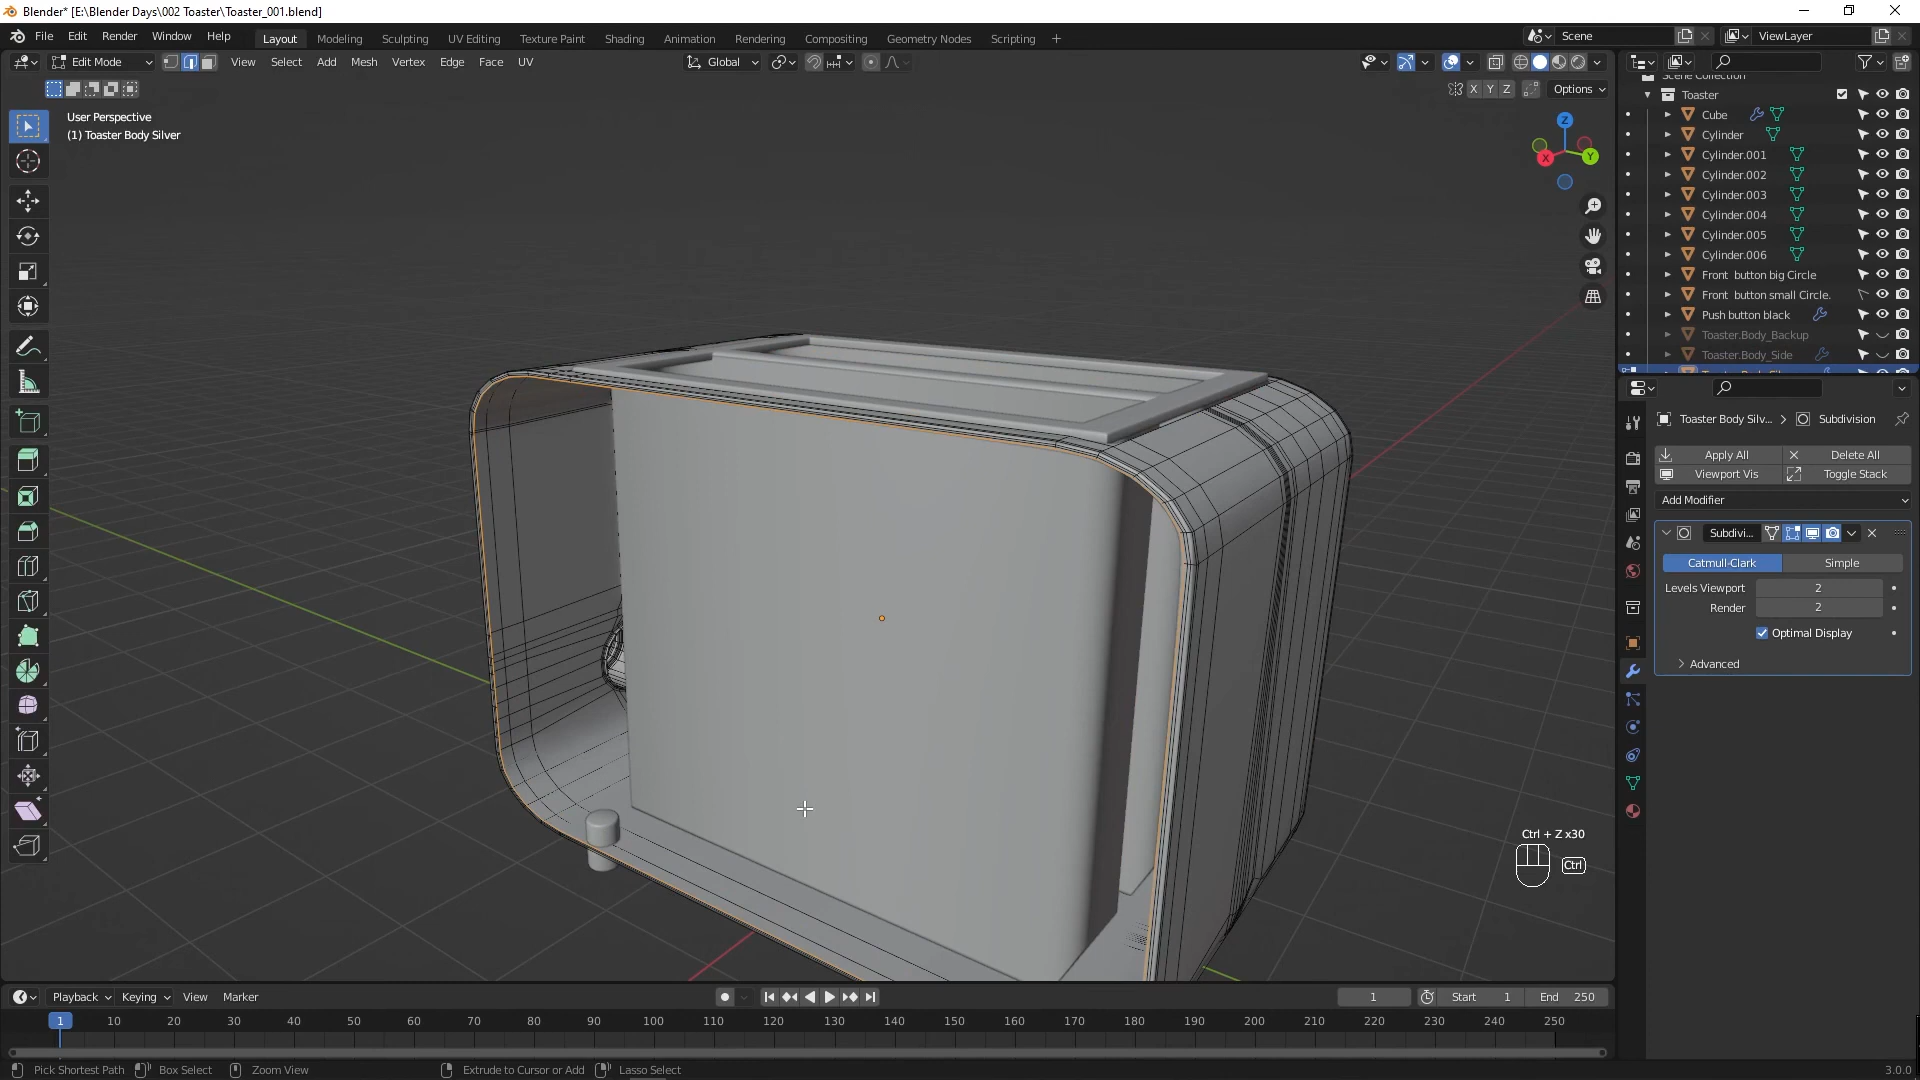 Blender* [E:\Blender Days\002 Toaster\Toaster_001.blend]
File Edit Render Window Help Layout Modeling Sculpting UV Editing Texture Paint Shading Animation Rendering Compositing Geometry Nodes Scripting + Scene ViewLayer
Edit Mode View Select Add Mesh Vertex Edge Face UV Global
X Y Z Options
User Perspective
(1) Toaster Body Silver
Z
X
Y
Scene Collection
Toaster
Cube
Cylinder
Cylinder.001
Cylinder.002
Cylinder.003
Cylinder.004
Cylinder.005
Cylinder.006
Front button big Circle
Front button small Circle.
Push button black
Toaster.Body_Backup
Toaster.Body_Side
Toaster Body Silv... > Subdivision
Apply All Delete All
Viewport Vis Toggle Stack
Add Modifier
Subdivi...
Catmull-Clark Simple
Levels Viewport 2
Render 2
Optimal Display
Advanced
Ctrl + Z x30
Ctrl
Playback Keying View Marker 1 Start 1 End 250
1 10 20 30 40 50 60 70 80 90 100 110 120 130 140 150 160 170 180 190 200 210 220 230 240 250
Pick Shortest Path Box Select Zoom View Extrude to Cursor or Add Lasso Select 3.0.0